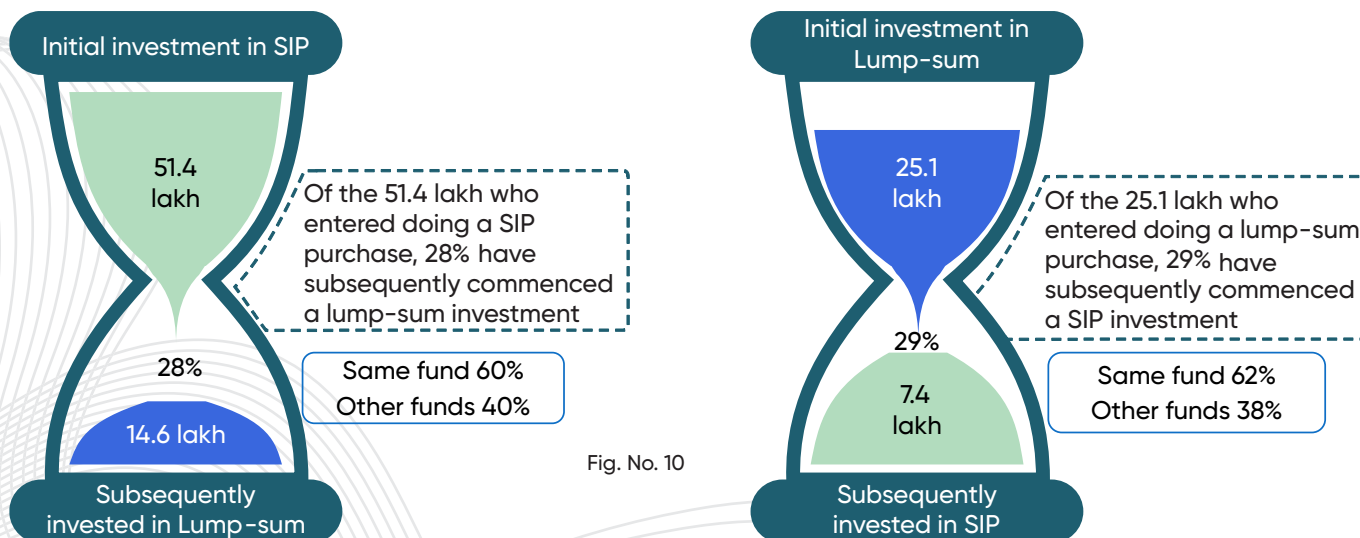 Initial investment in SIP
51.4
lakh
Of the 51.4 lakh who
entered doing a SIP
purchase, 28% have
subsequently commenced
a lump-sum investment
28%
Same fund 60%
Other funds 40%
14.6 lakh
Subsequently
invested in Lump-sum
Fig. No. 10
Initial investment in
Lump-sum
25.1
lakh
Of the 25.1 lakh who
entered doing a lump-sum
purchase, 29% have
subsequently commenced
a SIP investment
29%
Same fund 62%
Other funds 38%
7.4
lakh
Subsequently
invested in SIP